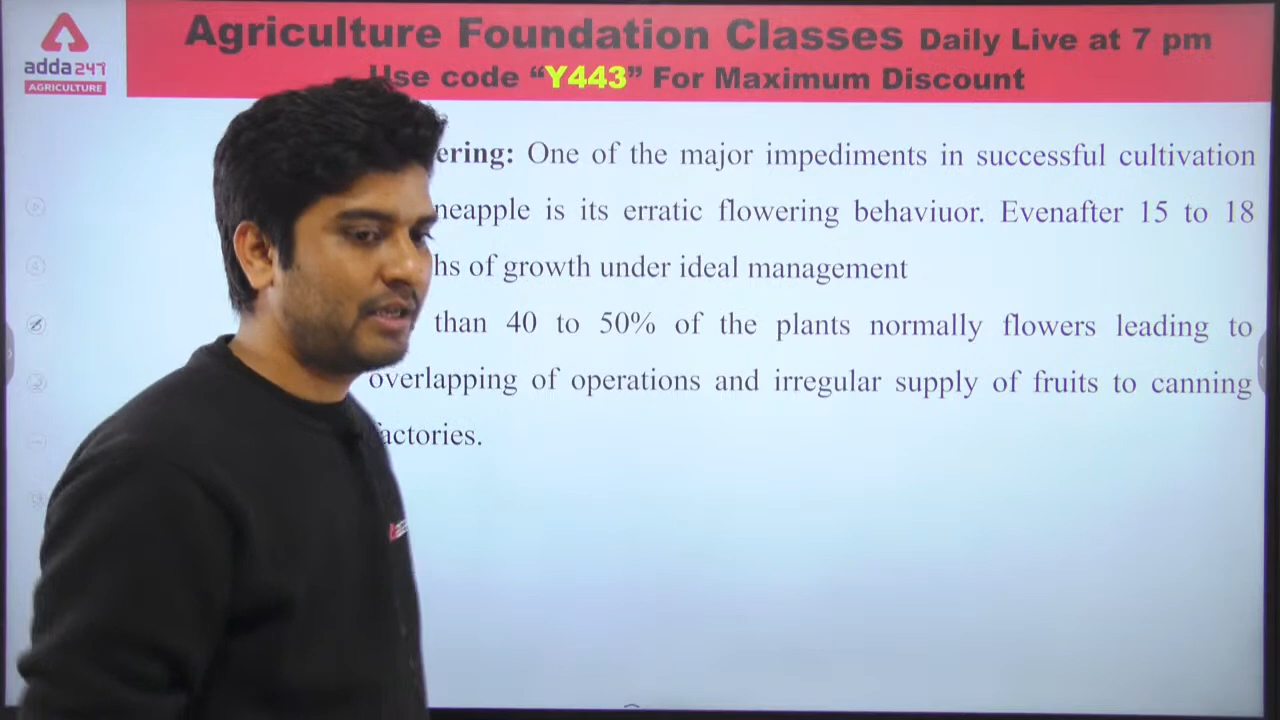 Agriculture Foundation Classes Daily Live at 7 pm
Use code “Y443” For Maximum Discount
adda247
AGRICULTURE
ering: One of the major impediments in successful cultivation
neapple is its erratic flowering behaviuor. Evenafter 15 to 18
hs of growth under ideal management
than 40 to 50% of the plants normally flowers leading to
overlapping of operations and irregular supply of fruits to canning
factories.